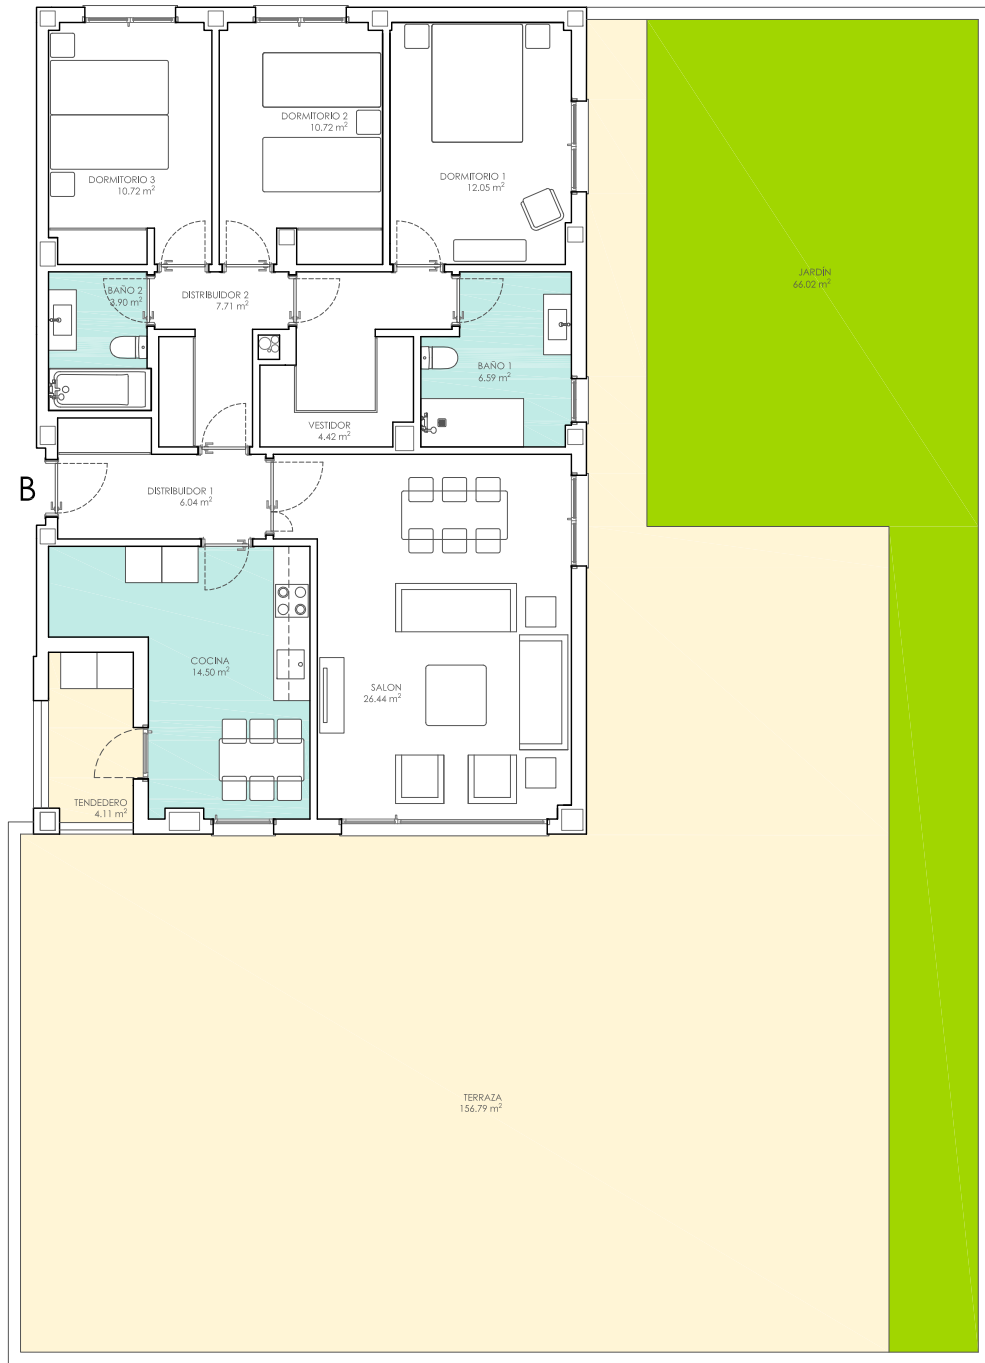 DORMITORIO 2
10.72 m²
DORMITORIO 3
10.72 m²
DORMITORIO 1
12.05 m²
JARDÍN
66.02 m²
BAÑO 2
3.90 m²
DISTRIBUIDOR 2
7.71 m²
BAÑO 1
6.59 m²
VESTIDOR
4.42 m²
B
DISTRIBUIDOR 1
6.04 m²
COCINA
14.50 m²
SALON
26.44 m²
TENDEDERO
4.11 m²
TERRAZA
156.79 m²